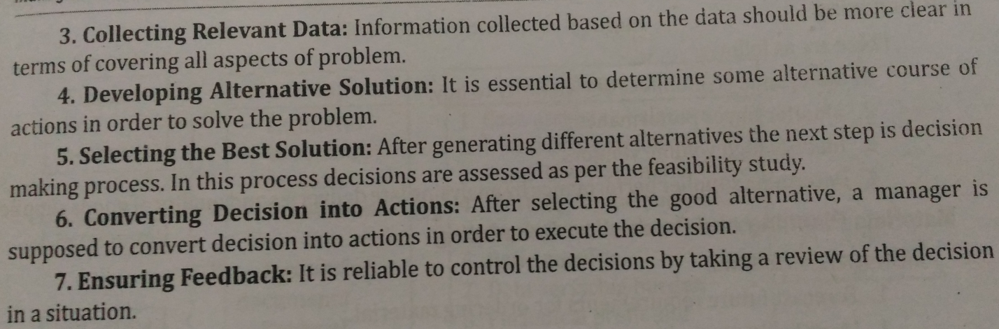 3. Collecting Relevant Data: Information collected based on the data should be more clear in
terms of covering all aspects of problem.
4. Developing Alternative Solution: It is essential to determine some alternative course of
actions in order to solve the problem.
5. Selecting the Best Solution: After generating different alternatives the next step is decision
making process. In this process decisions are assessed as per the feasibility study.
6. Converting Decision into Actions: After selecting the good alternative, a manager is
supposed to convert decision into actions in order to execute the decision.
7. Ensuring Feedback: It is reliable to control the decisions by taking a review of the decision
in a situation.